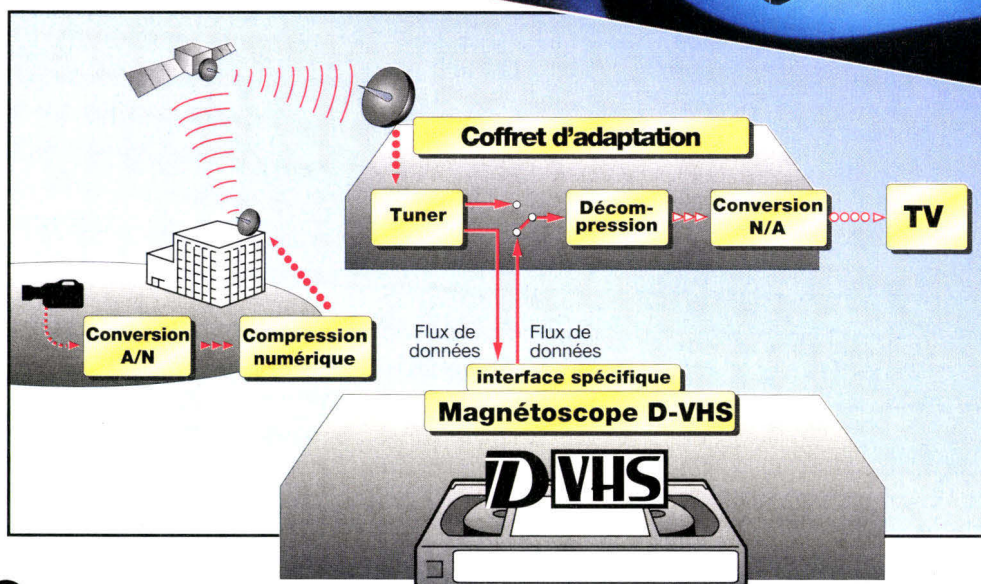 Coffret d'adaptation
Tuner
Décom-
pression
Conversion
N/A
TV
Conversion
A/N
Compression
numérique
Flux de
données
Flux de
données
interface spécifique
Magnétoscope D-VHS
D VHS